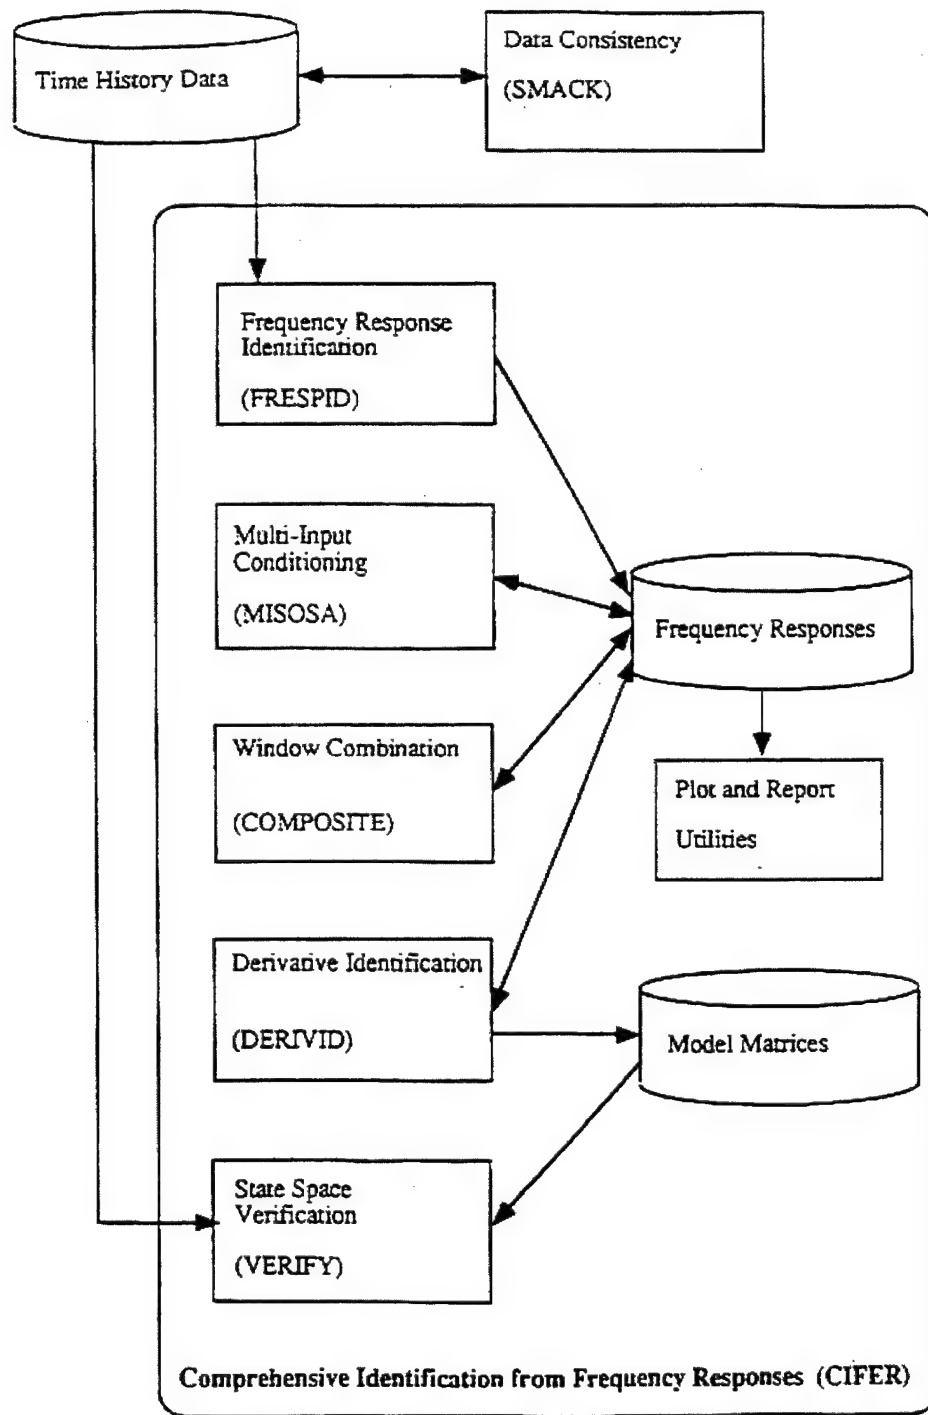 Time History Data
Data Consistency
(SMACK)
Frequency Response
Identification
(FRESPID)
Multi-Input
Conditioning
(MISOSA)
Frequency Responses
Window Combination
(COMPOSITE)
Plot and Report
Utilities
Derivative Identification
(DERIVID)
Model Matrices
State Space
Verification
(VERIFY)
Comprehensive Identification from Frequency Responses (CIFER)